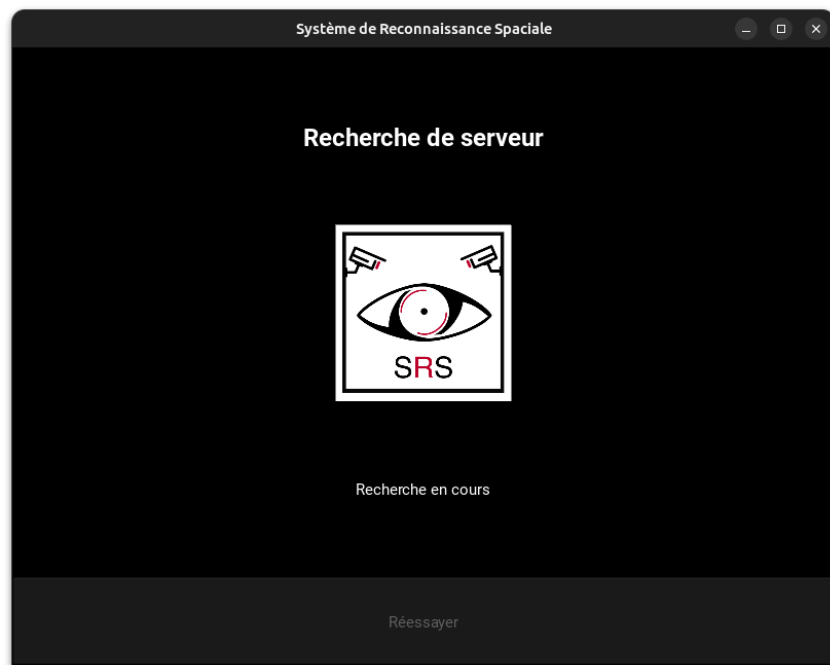 Système de Reconnaissance Spaciale
Recherche de serveur
SRS
Recherche en cours
Réessayer